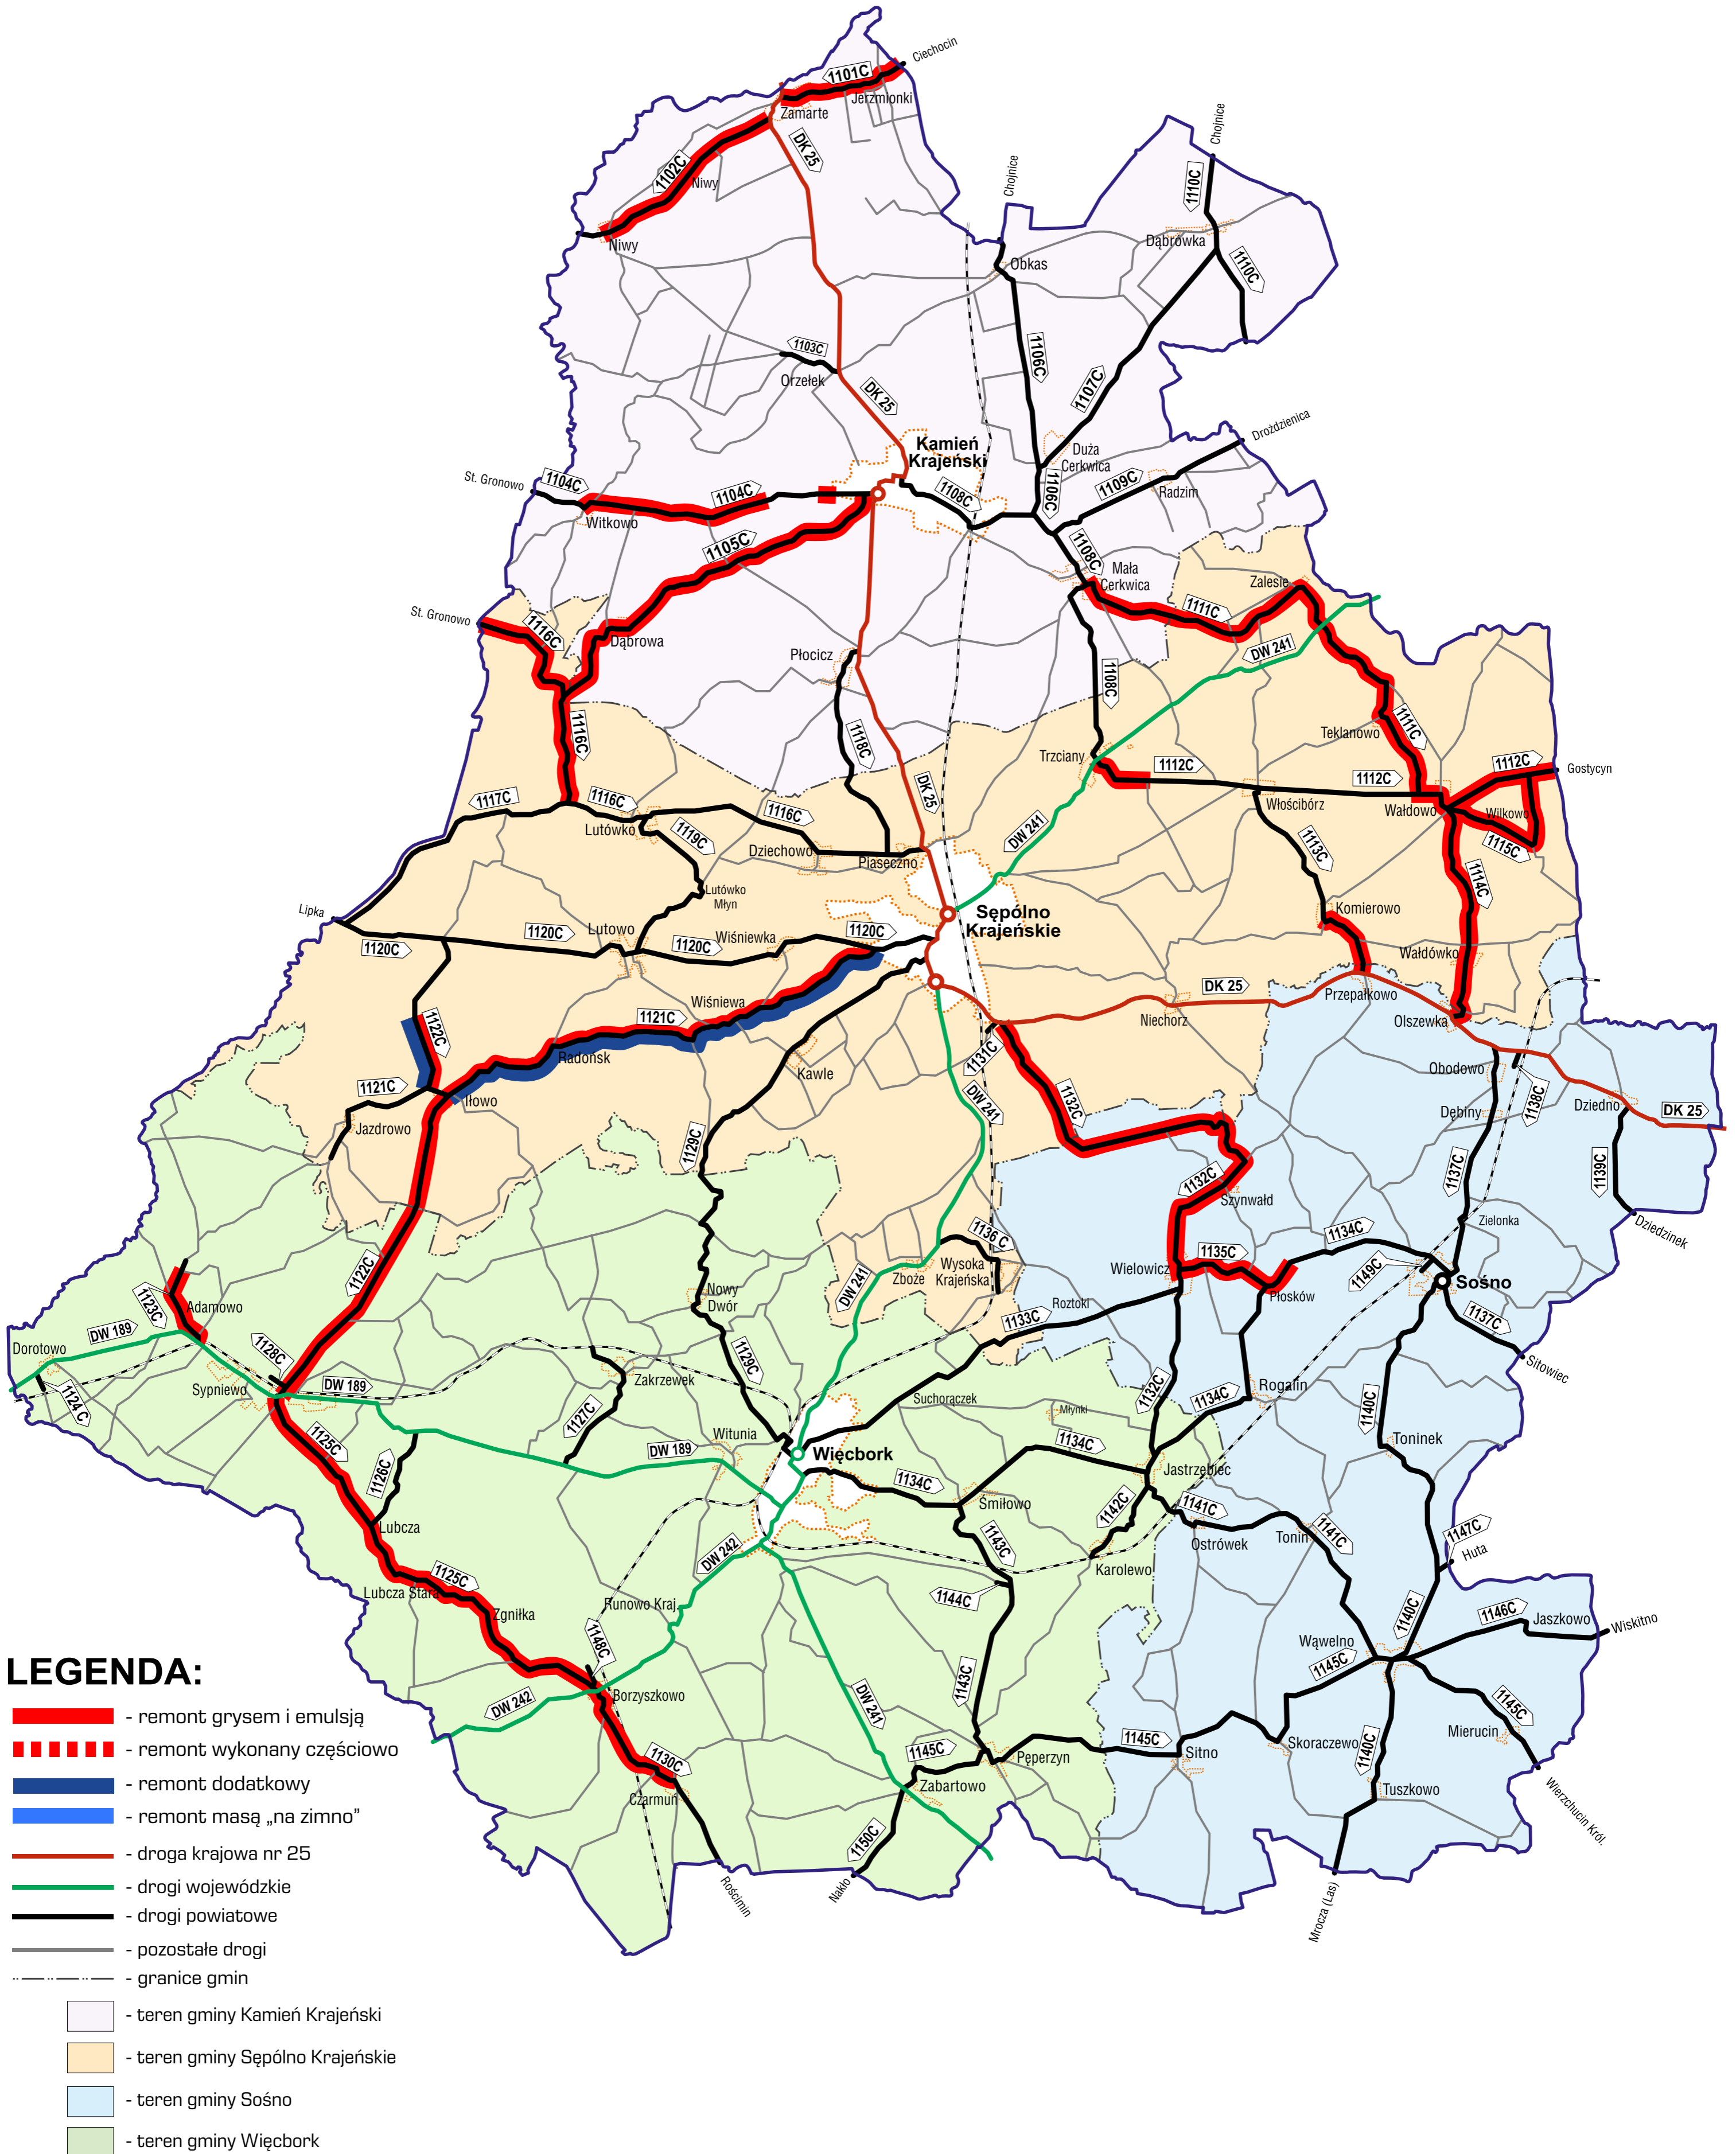 Ciechocin
1101C
Jerzmionki
Zamarte
DK 25
Chojnice
Chojnice
1102C
Niwy
1110C
Niwy
Dąbrówka
Obkas
1110C
1103C
Orzełek
1106C
DK 25
1107C
Kamień
Krajeński
Drożdzienica
Duża
Cerkwica
St. Gronowo
1104C
1104C
1108C
1106C
1109C
Radzim
Witkowo
1105C
1108C
Mała
Cerkwica
Zalesie
St. Gronowo
1116C
1111C
Dąbrowa
Płocicz
DW 241
1108C
1116C
1118C
Teklanowo
1111C
Trzciany
1112C
1112C
1112C
Gostycyn
DK 25
1117C
1116C
1116C
Włościbórz
Wałdowo
Wilkowo
Lutówko
1119C
DW 241
1113C
1115C
Dziechowo
Piaseczno
1114C
Lutówko
Młyn
Lipka
Sępólno
Krajeńskie
Komierowo
1120C
1120C
Lutowo
1120C
Wiśniewka
1120C
Wałdówko
DK 25
Przepałkowo
Wiśniewa
1121C
1122C
Niechorz
Olszewka
Radońsk
1131C
Kawle
Obodowo
1121C
Iłowo
1132C
DW 241
1138C
Dziedno
DK 25
Jazdrowo
Dębiny
1129C
1137C
1139C
1132C
Szynwałd
Zielonka
Dziedzinek
1136 C
1134C
1135C
Wysoka
Krajeńska
Zboże
Wielowicz
1149C
Sośno
1122C
1123C
Adamowo
Nowy
Dwór
DW 241
Roztoki
Płosków
1133C
1137C
DW 189
Dorotowo
1128C
1129C
Sitowiec
1124 C
Sypniewo
DW 189
Zakrzewek
Suchorączek
1132C
1134C
Rogalin
Młynki
1140C
1125C
1127C
Witunia
DW 189
1134C
Toninek
1126C
Więcbork
1134C
Jastrzębiec
Śmiłowo
1142C
1141C
Lubcza
Ostrówek
Tonin
1141C
1147C
Huta
DW 242
1143C
Karolewo
Lubcza Stara
1125C
1144C
Zgniłka
Runowo Kraj.
1140C
1146C
Jaszkowo
Wiskitno
1148C
Wąwelno
1145C
1143C
DW 242
Borzyszkowo
DW 241
1145C
1145C
Mierucin
1130C
1145C
Pęperzyn
Sitno
Skoraczewo
1140C
Czarmuń
Zabartowo
Tuszkowo
Wierzchucin Król.
1150C
Rościmin
Nakło
Mrocza (Las)
LEGENDA:
- remont grysem i emulsją
- remont wykonany częściowo
- remont dodatkowy
- remont masą „na zimno”
- droga krajowa nr 25
- drogi wojewódzkie
- drogi powiatowe
- pozostałe drogi
- granice gmin
- teren gminy Kamień Krajeński
- teren gminy Sępólno Krajeńskie
- teren gminy Sośno
- teren gminy Więcbork